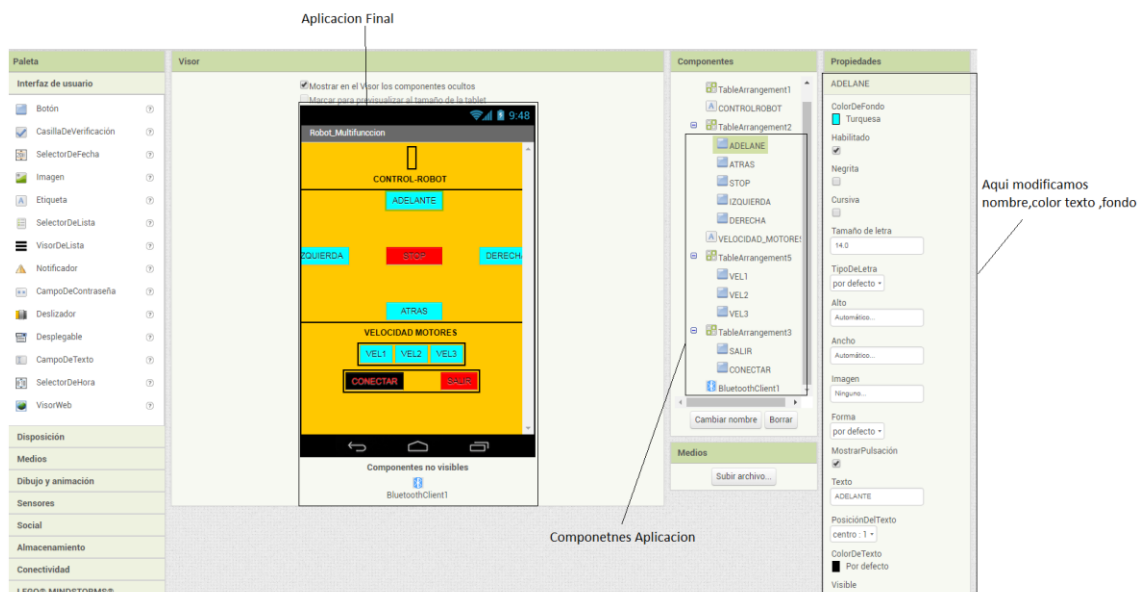 Aplicacion Final
Paleta
Interfaz de usuario
Botón
CasillaDeVerificación
SelectorDeFecha
Imagen
Etiqueta
SelectorDeLista
VisorDeLista
Notificador
CampoDeContraseña
Deslizador
Desplegable
CampoDeTexto
SelectorDeHora
VisorWeb
Disposición
Medios
Dibujo y animación
Sensores
Social
Almacenamiento
Conectividad
LEGO® MINDSTORMS®
Visor
Mostrar en el Visor los componentes ocultos
Marcar para previsualizar al tamaño de la tablet
9:48
Robot_Multifunccion
CONTROL-ROBOT
ADELANTE
ZQUIERDA STOP DERECH
ATRAS
VELOCIDAD MOTORES
VEL1 VEL2 VEL3
CONECTAR SALIR
Componentes no visibles
BluetoothClient1
Componentes
TableArrangement1
CONTROLROBOT
TableArrangement2
ADELANE
ATRAS
STOP
IZQUIERDA
DERECHA
VELOCIDAD_MOTORES
TableArrangement5
VEL1
VEL2
VEL3
TableArrangement3
SALIR
CONECTAR
BluetoothClient1
Cambiar nombre Borrar
Medios
Subir archivo...
Componetnes Aplicacion
Propiedades
ADELANE
ColorDeFondo
Turquesa
Habilitado
Negrita
Cursiva
Tamaño de letra
14.0
TipoDeLetra
por defecto
Alto
Automático...
Ancho
Automático...
Imagen
Ninguno...
Forma
por defecto
MostrarPulsación
Texto
ADELANTE
PosiciónDelTexto
centro : 1
ColorDeTexto
Por defecto
Visible
Aqui modificamos
nombre,color texto ,fondo